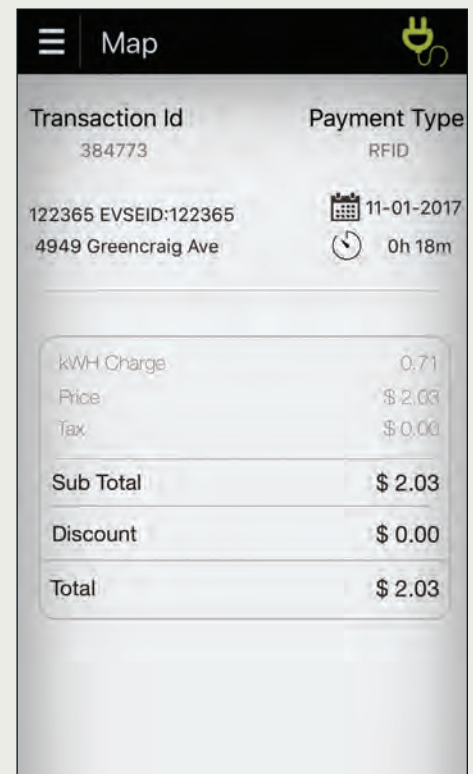 Map
Transaction Id Payment Type
384773 RFID
122365 EVSEID:122365 11-01-2017
4949 Greencraig Ave 0h 18m
kWH Charge 0.71
Price $ 2.03
Tax $ 0.00
Sub Total $ 2.03
Discount $ 0.00
Total $ 2.03